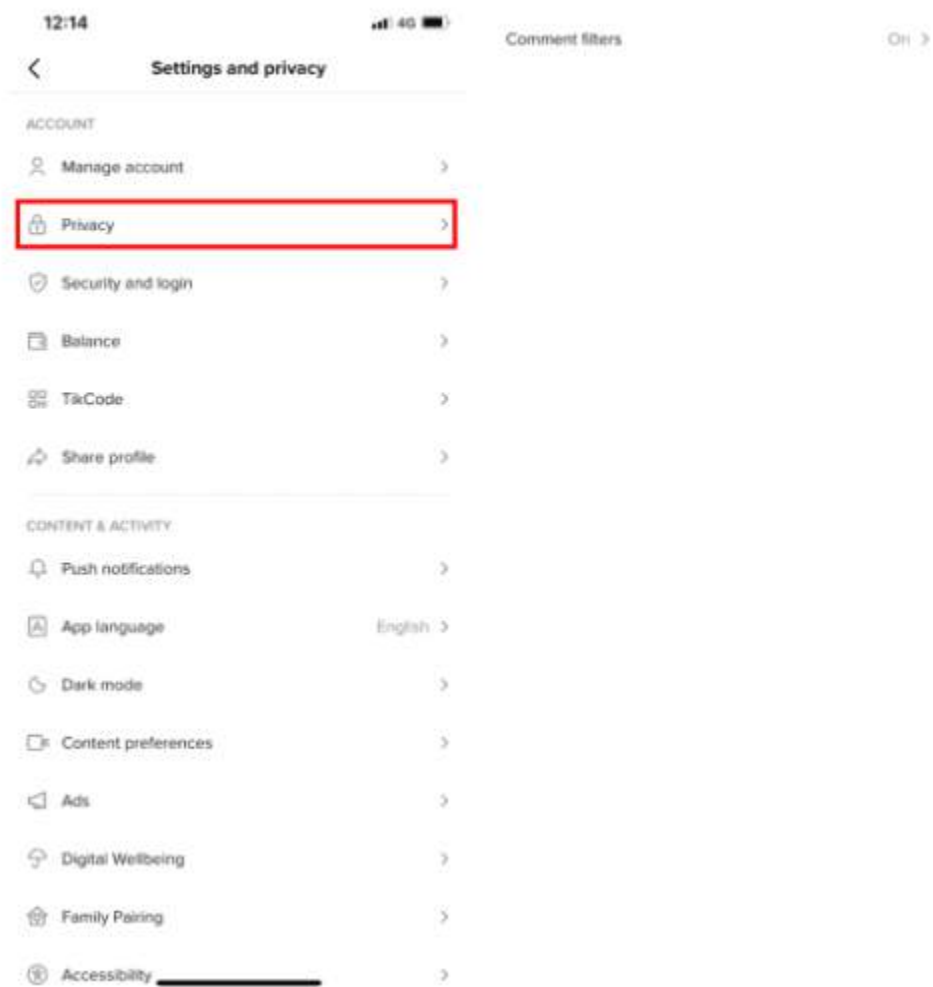 12:14 4G
Settings and privacy
ACCOUNT
Manage account
Privacy
Security and login
Balance
TikCode
Share profile
CONTENT & ACTIVITY
Push notifications
App language English
Dark mode
Content preferences
Ads
Digital Wellbeing
Family Pairing
Accessibility
Comment filters On